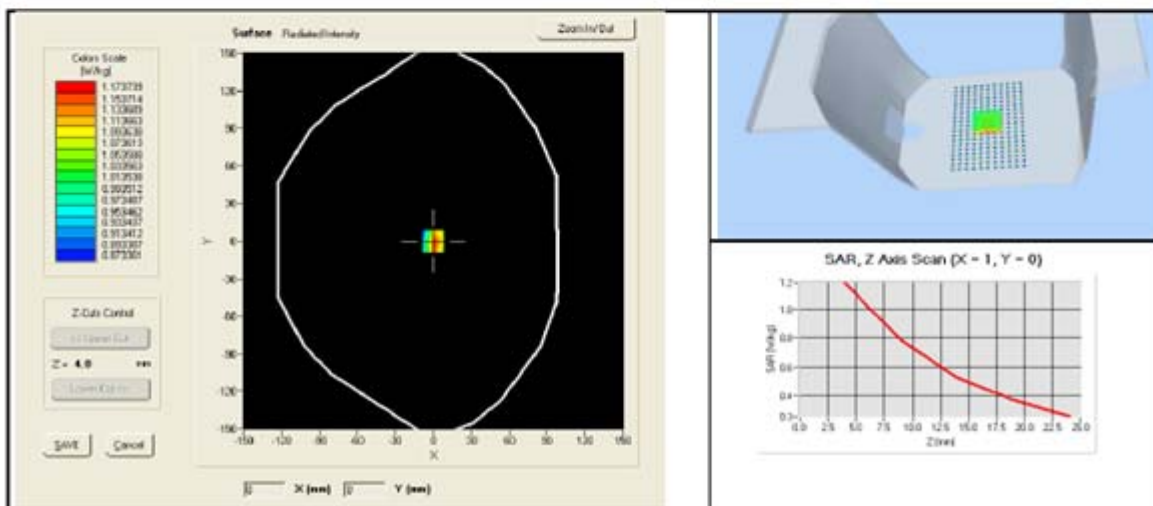 Surface Radiated Intensity
Zoom In/Out
Colors Scale
[W/kg]
1.173739
1.153714
1.133689
1.113663
1.093638
1.073613
1.053588
1.033563
1.013538
0.993512
0.973487
0.953462
0.933437
0.913412
0.893387
0.873361
Z-Cuts Control
Z = 4.0 mm
SAVE
Cancel
150
120
90
60
30
0
-30
-60
-90
-120
-150
Y
-150 -120 -90 -60 -30 0 30 60 90 120 150
X
0 X (mm) 0 Y (mm)
SAR, Z Axis Scan (X = 1, Y = 0)
SAR (W/kg)
1.2
1.0
0.8
0.6
0.4
0.3
0.0 2.5 5.0 7.5 10.0 12.5 15.0 17.5 20.0 22.5 25.0
Z (mm)